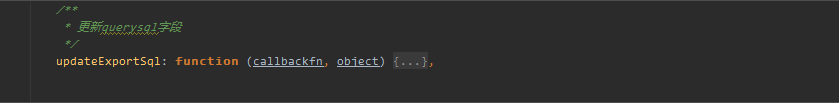 /**
* 更新querysql字段
*/
updateExportSql: function (callbackfn, object) {...},